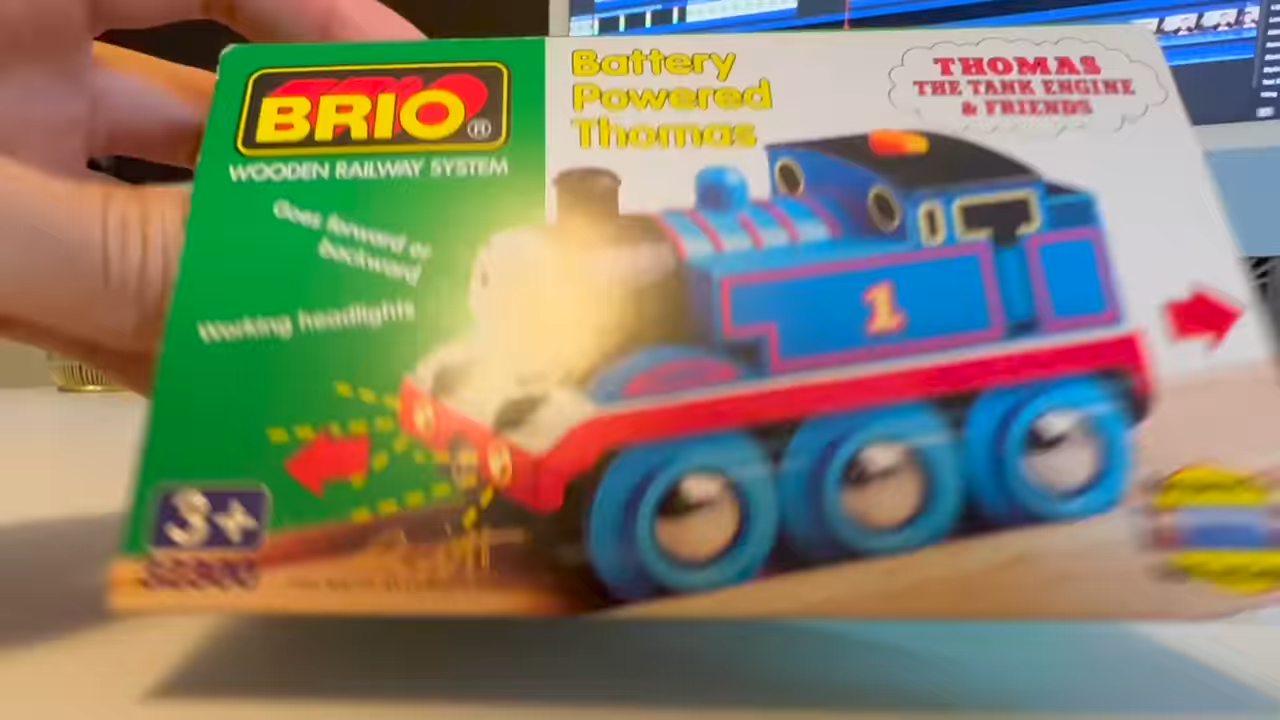 BRIO®
WOODEN RAILWAY SYSTEM
Goes forward or
backward
Working headlights
3+
Battery
Powered
Thomas
THOMAS
THE TANK ENGINE
& FRIENDS
1